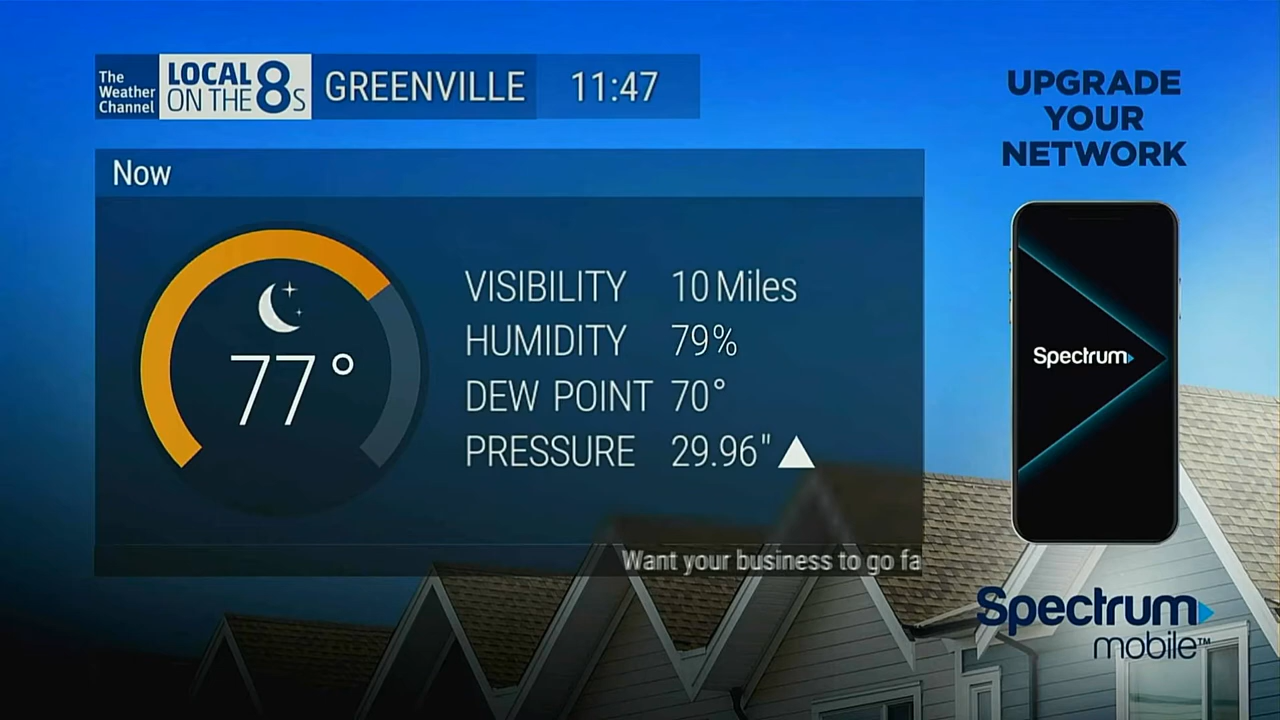 The
Weather
Channel
LOCAL
ON THE 8s
GREENVILLE
11:47
Now
77°
VISIBILITY 10 Miles
HUMIDITY 79%
DEW POINT 70°
PRESSURE 29.96" ▲
Want your business to go fa
UPGRADE
YOUR
NETWORK
Spectrum
Spectrum
mobile™